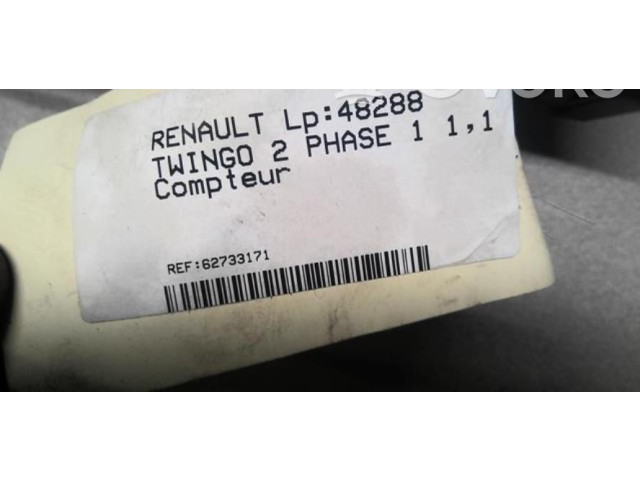 RENAULT Lp:48288
TWINGO 2 PHASE 1 1,1
Compteur
REF:62733171